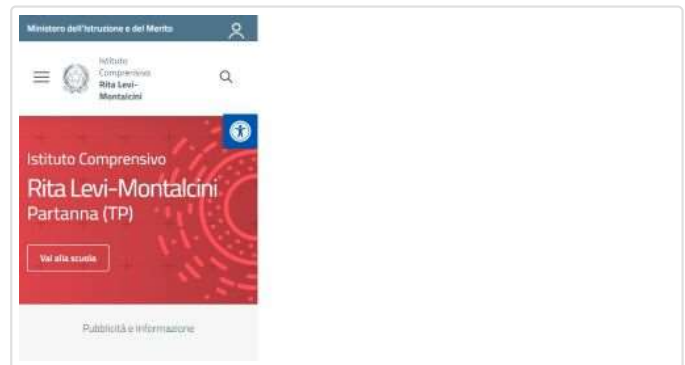 Ministero dell'Istruzione e del Merito
Istituto
Comprensivo
Rita Levi-
Montalcini
Istituto Comprensivo
Rita Levi-Montalcini
Partanna (TP)
Vai alla scuola
Pubblicità e informazione